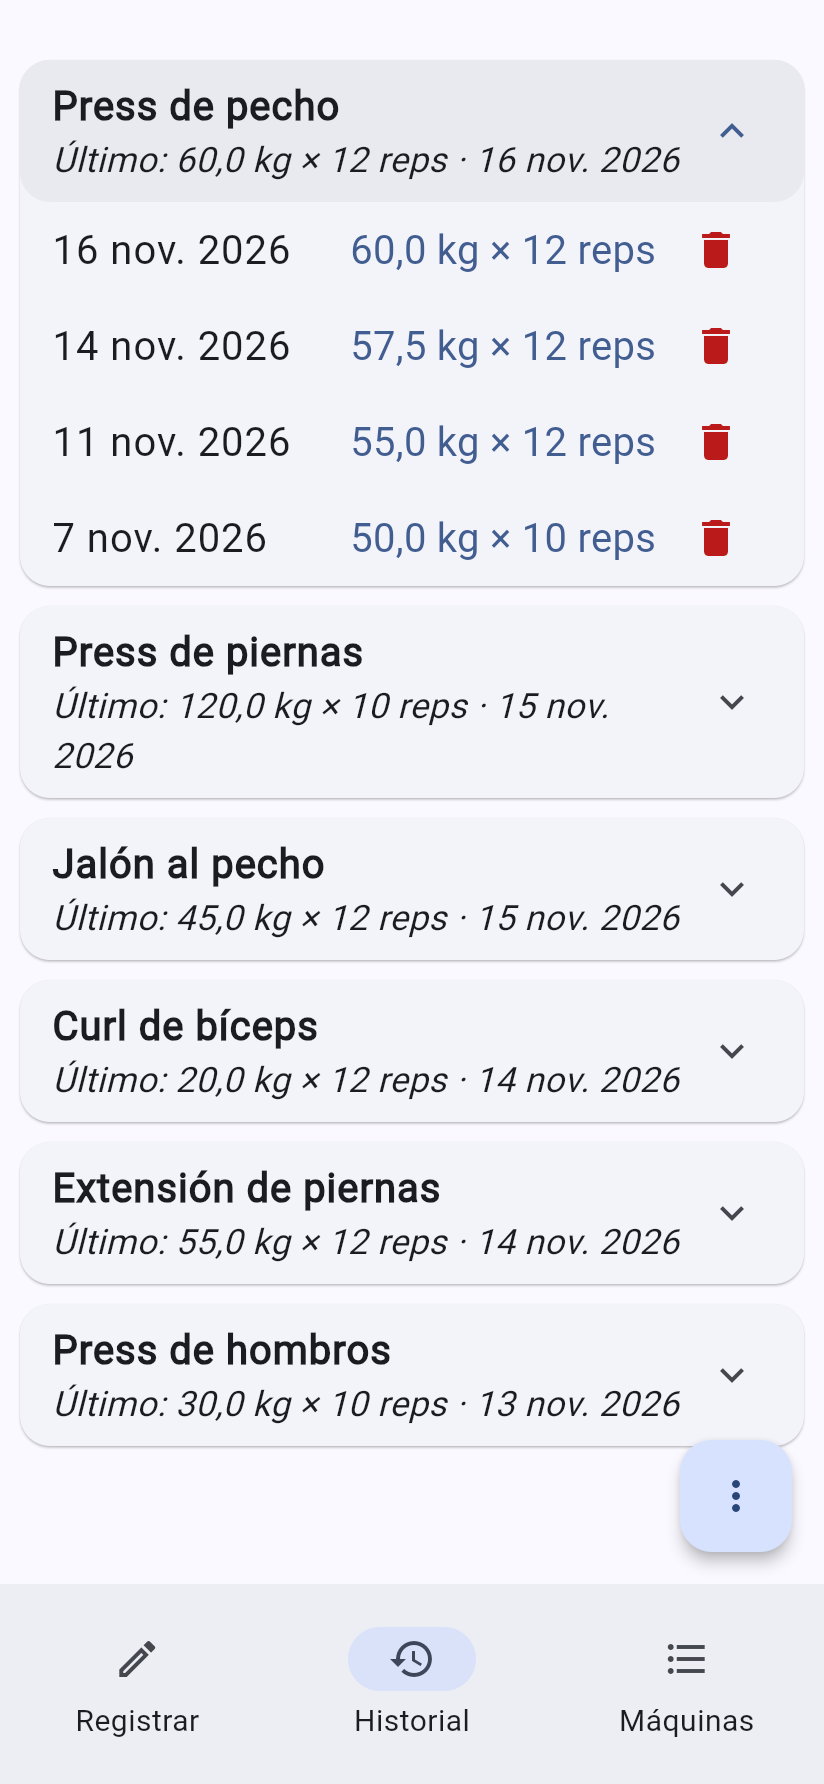 Press de pecho
Último: 60,0 kg × 12 reps · 16 nov. 2026
16 nov. 2026 60,0 kg × 12 reps
14 nov. 2026 57,5 kg × 12 reps
11 nov. 2026 55,0 kg × 12 reps
7 nov. 2026 50,0 kg × 10 reps
Press de piernas
Último: 120,0 kg × 10 reps · 15 nov.
2026
Jalón al pecho
Último: 45,0 kg × 12 reps · 15 nov. 2026
Curl de bíceps
Último: 20,0 kg × 12 reps · 14 nov. 2026
Extensión de piernas
Último: 55,0 kg × 12 reps · 14 nov. 2026
Press de hombros
Último: 30,0 kg × 10 reps · 13 nov. 2026
Registrar Historial Máquinas